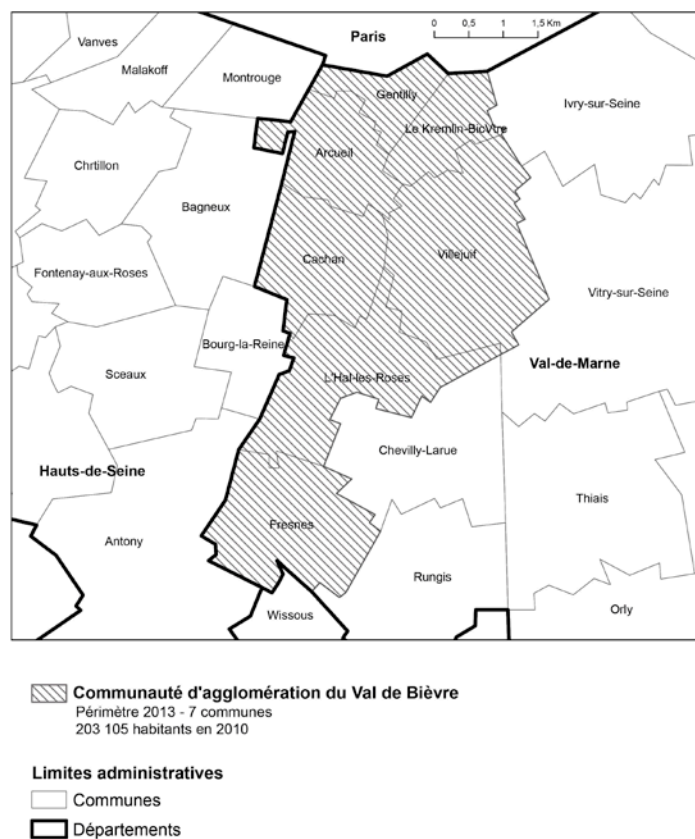 0 0,5 1 1,5 Km
Paris
Vanves
Malakoff
Montrouge
Gentilly
Ivry-sur-Seine
Le Kremlin-BicVtre
Arcueil
Chrtillon
Bagneux
Cachan
Villejuif
Fontenay-aux-Roses
Vitry-sur-Seine
Bourg-la-Reine
Val-de-Marne
Sceaux
L'Hal-les-Roses
Chevilly-Larue
Hauts-de-Seine
Thiais
Fresnes
Antony
Rungis
Orly
Wissous
Communauté d'agglomération du Val de Bièvre
Périmètre 2013 - 7 communes
203 105 habitants en 2010
Limites administratives
Communes
Départements